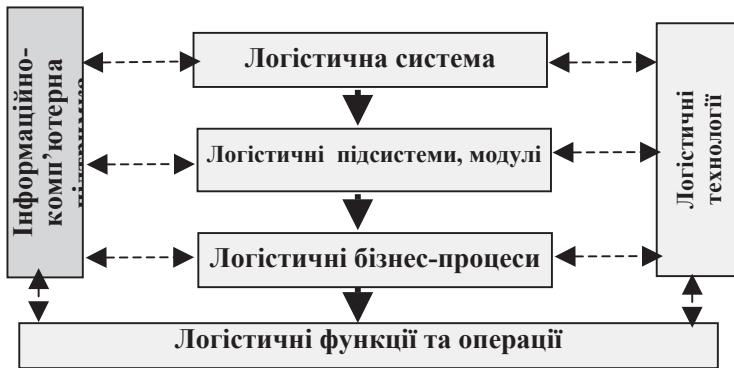 Інформаційно-
комп’ютерна
Логістична система
Логістичні підсистеми, модулі
Логістичні бізнес-процеси
Логістичні функції та операції
Логістичні
технології